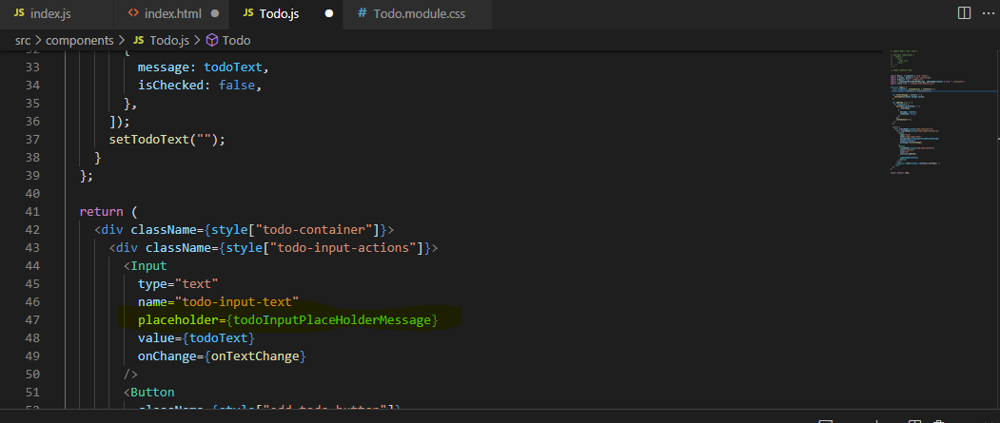 JS index.js
<> index.html
JS Todo.js
# Todo.module.css
src > components > JS Todo.js > Todo
32 {
33 message: todoText,
34 isChecked: false,
35 },
36 ]);
37 setTodoText("");
38 }
39 };
40
41 return (
42 <div className={style["todo-container"]}>
43 <div className={style["todo-input-actions"]}>
44 <Input
45 type="text"
46 name="todo-input-text"
47 placeholder={todoInputPlaceHolderMessage}
48 value={todoText}
49 onChange={onTextChange}
50 />
51 <Button
52 className={style["add-todo-button"]}